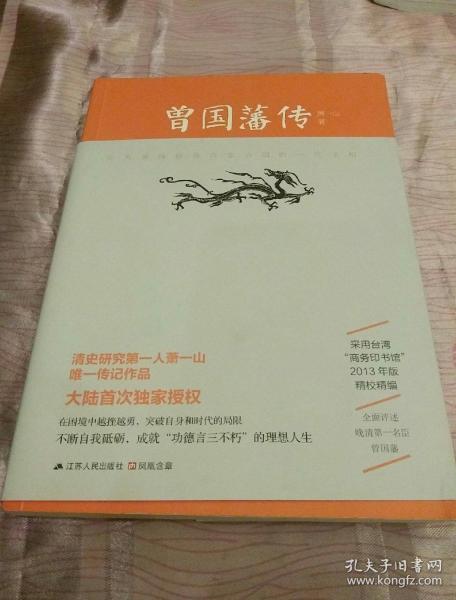 曾国藩传
萧一山
著
清史研究第一人萧一山
唯一传记作品
大陆首次独家授权
在困境中越挫越勇,突破自身和时代的局限
不断自我砥砺,成就“功德言三不朽”的理想人生
江苏人民出版社 凤凰含章
采用台湾
“商务印书馆”
2013年版
精校精编
全面评述
晚清第一名臣
曾国藩
孔夫子旧书网
www.kongfz.com